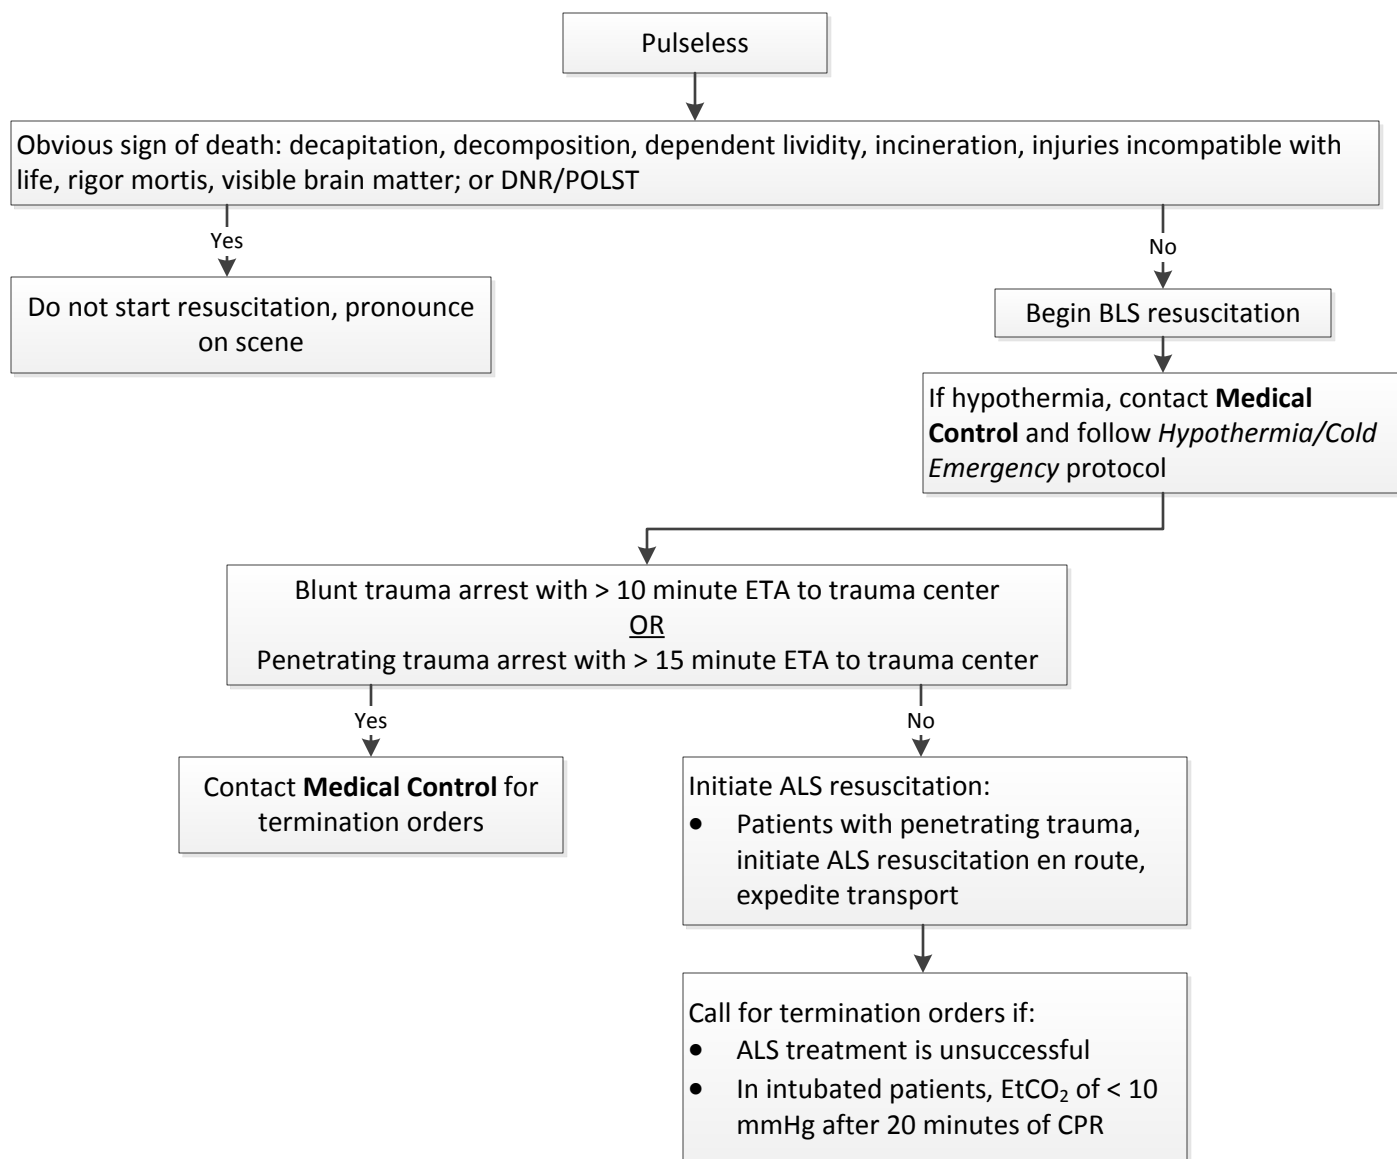 Pulseless
Obvious sign of death: decapitation, decomposition, dependent lividity, incineration, injuries incompatible with
life, rigor mortis, visible brain matter; or DNR/POLST
Yes
No
Do not start resuscitation, pronounce
on scene
Begin BLS resuscitation
If hypothermia, contact Medical
Control and follow Hypothermia/Cold
Emergency protocol
Blunt trauma arrest with > 10 minute ETA to trauma center
OR
Penetrating trauma arrest with > 15 minute ETA to trauma center
Yes
No
Contact Medical Control for
termination orders
Initiate ALS resuscitation:
• Patients with penetrating trauma,
initiate ALS resuscitation en route,
expedite transport
Call for termination orders if:
• ALS treatment is unsuccessful
• In intubated patients, EtCO₂ of < 10
mmHg after 20 minutes of CPR